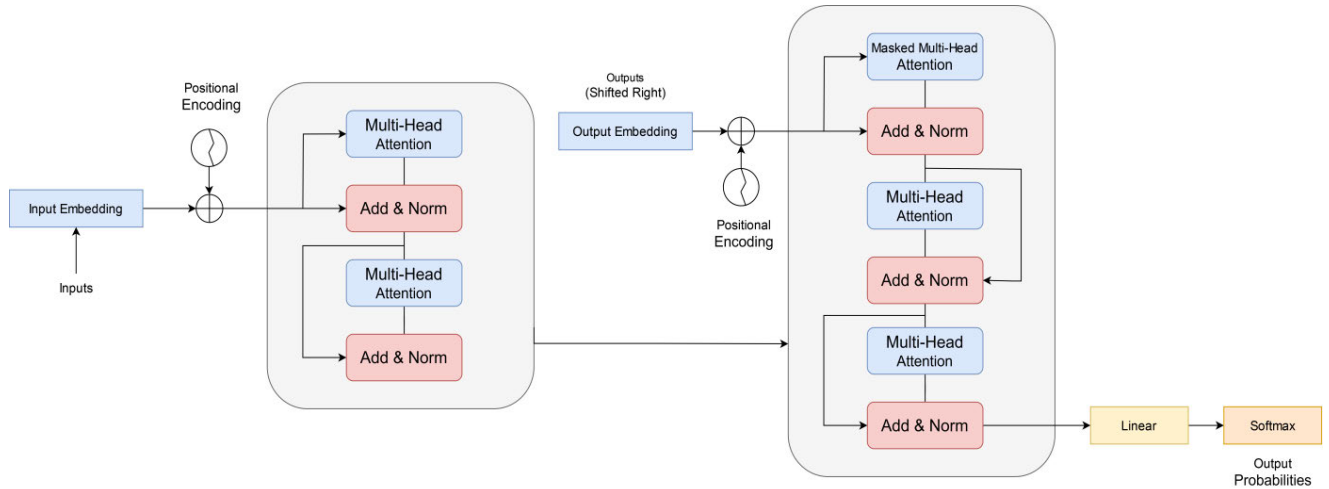 Positional
Encoding
Input Embedding
Inputs
Multi-Head
Attention
Add & Norm
Multi-Head
Attention
Add & Norm
Outputs
(Shifted Right)
Output Embedding
Positional
Encoding
Masked Multi-Head
Attention
Add & Norm
Multi-Head
Attention
Add & Norm
Multi-Head
Attention
Add & Norm
Linear
Softmax
Output
Probabilities